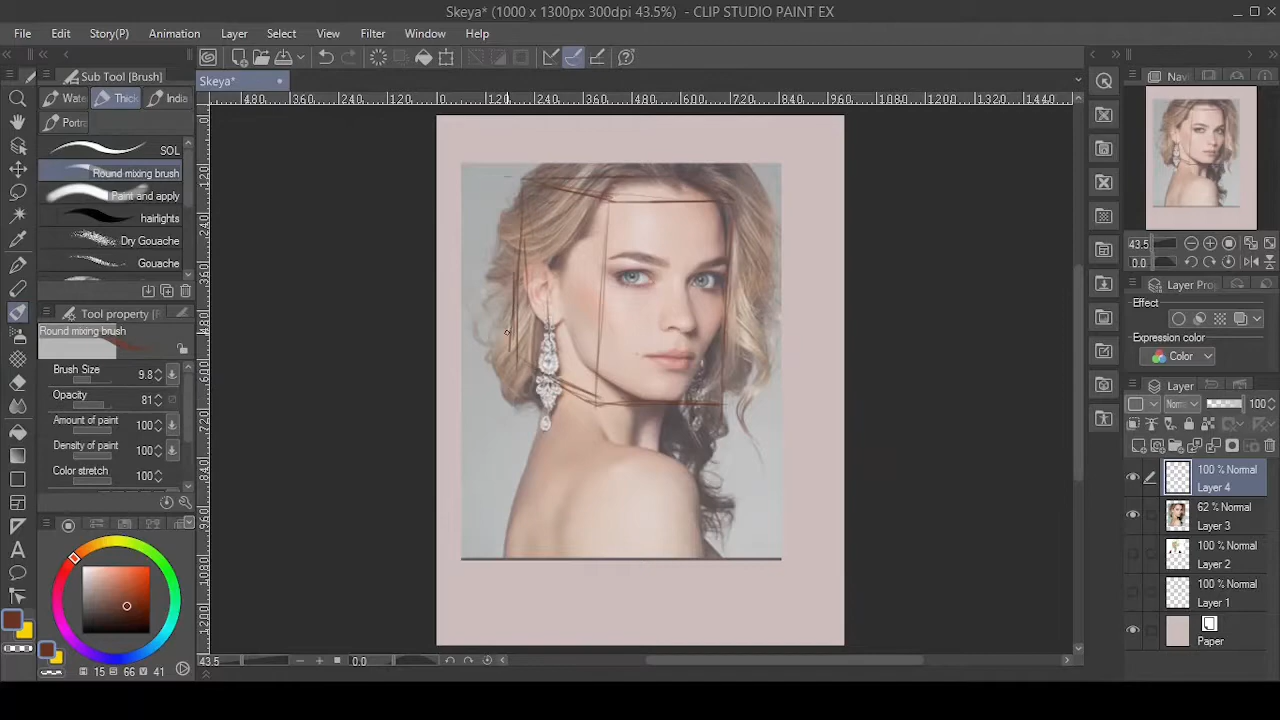 Skeya* (1000 x 1300px 300dpi 43.5%) - CLIP STUDIO PAINT EX
File Edit Story(P) Animation Layer Select View Filter Window Help
Sub Tool [Brush]
Skeya*
Navi
Wate Thick India
Portra
SOL
Round mixing brush
Paint and apply
hairlights
Dry Gouache
Gouache
480 360 240 120 0 120 240 360 480 600 720 840 960 1080 1200 1320 1440
43.5
0.0
Layer Prop
Effect
Tool property [F
Round mixing brush
Expression color
Color
Brush Size 9.8
Opacity 81
Amount of paint 100
Density of paint 100
Color stretch 100
Layer
Norma 100
100 % Normal
Layer 4
62 % Normal
Layer 3
100 % Normal
Layer 2
100 % Normal
Layer 1
Paper
43.5 0.0
15 66 41